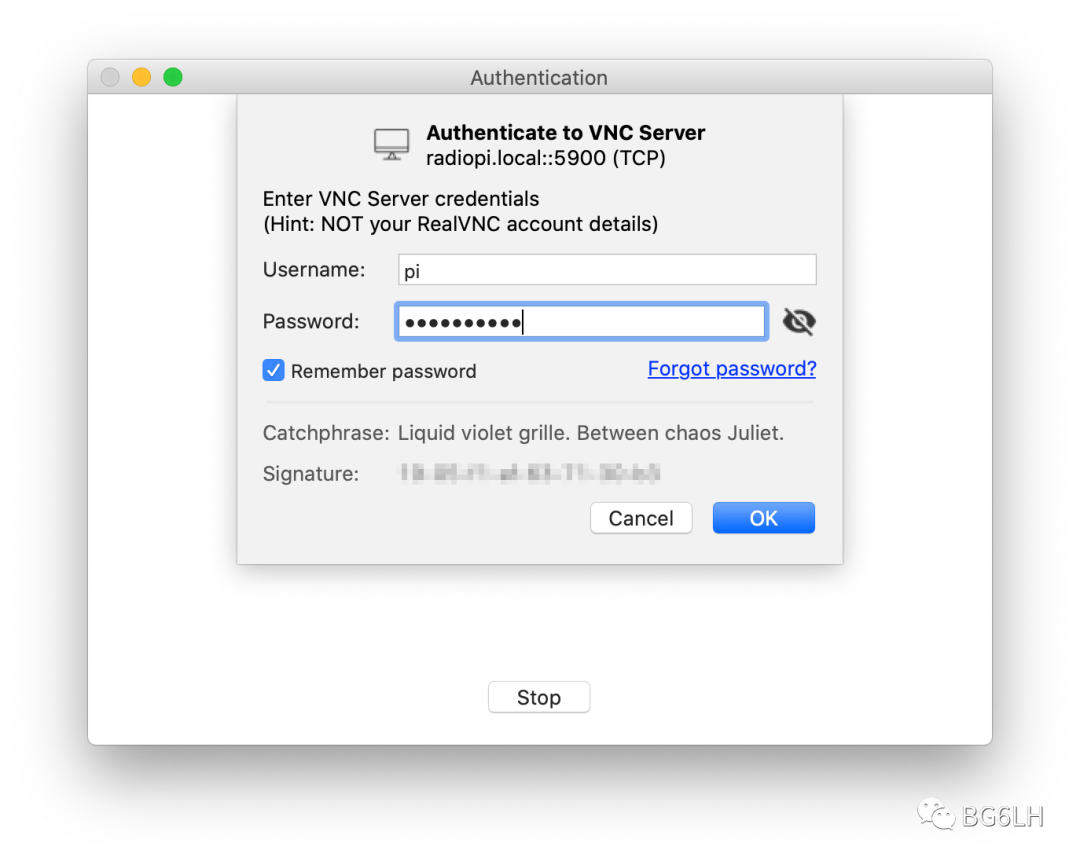 Authentication
Authenticate to VNC Server
radiopi.local::5900 (TCP)
Enter VNC Server credentials
(Hint: NOT your RealVNC account details)
Username: pi
Password: ●●●●●●●●●●
Remember password Forgot password?
Catchphrase: Liquid violet grille. Between chaos Juliet.
Signature:
Cancel OK
Stop
BG6LH